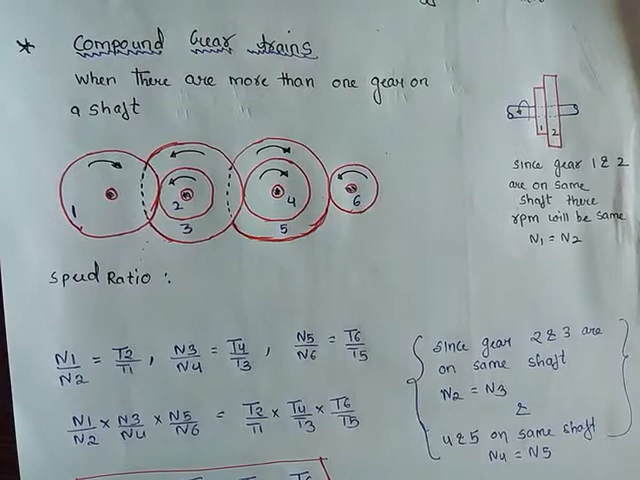 * Compound Gear trains
when there are more than one gear on
a shaft
1 2
since gear 1 & 2
are on same
shaft there
rpm will be same
N1 = N2
1 2 3 4 5 6
Speed Ratio :
N1/N2 = T2/T1 , N3/N4 = T4/T3 , N5/N6 = T6/T5
N1/N2 × N3/N4 × N5/N6 = T2/T1 × T4/T3 × T6/T5
since gear 2 & 3 are
on same shaft
N2 = N3
&
4 & 5 on same shaft
N4 = N5